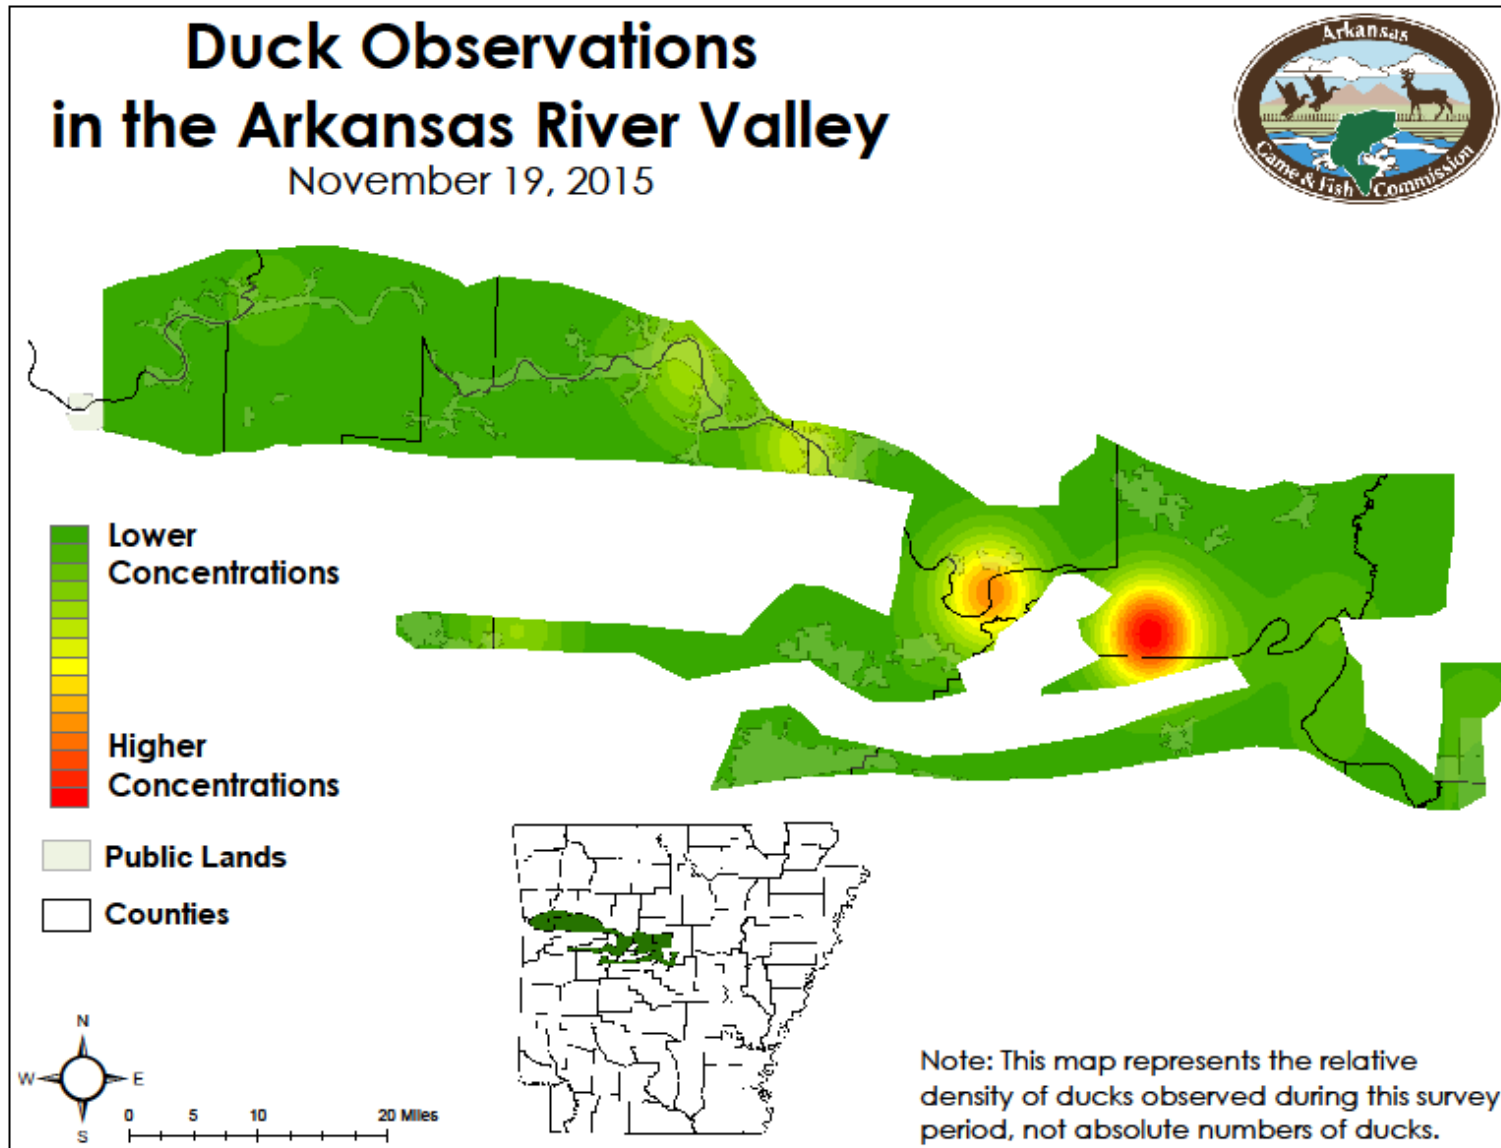 Duck Observations
in the Arkansas River Valley
November 19, 2015
Arkansas
Game & Fish Commission
Lower
Concentrations
Higher
Concentrations
Public Lands
Counties
N
W E
S
0 5 10 20 Miles
Note: This map represents the relative
density of ducks observed during this survey
period, not absolute numbers of ducks.